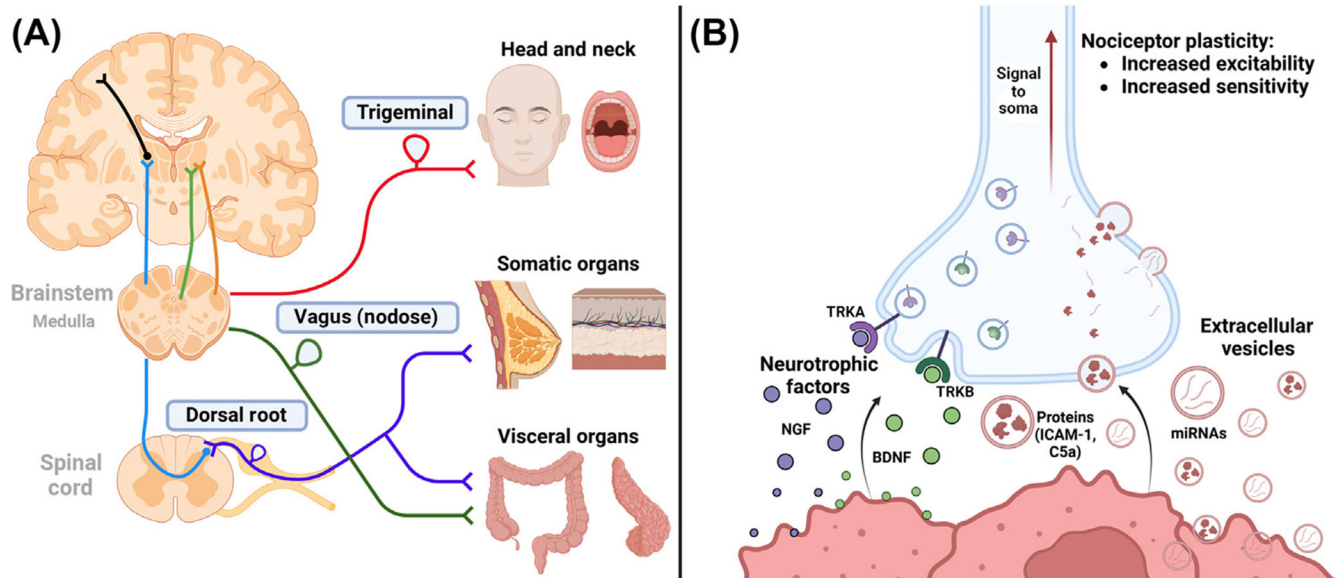 (A)
Head and neck
Trigeminal
Somatic organs
Brainstem
Medulla
Vagus (nodose)
Dorsal root
Visceral organs
Spinal
cord
(B)
Nociceptor plasticity:
• Increased excitability
• Increased sensitivity
Signal
to
soma
TRKA
Extracellular
vesicles
Neurotrophic
factors
TRKB
NGF
BDNF
Proteins
(ICAM-1,
C5a)
miRNAs